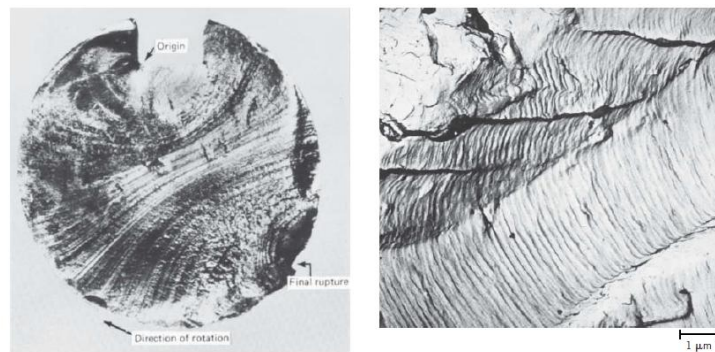 Origin
Final rupture
Direction of rotation
1 μm